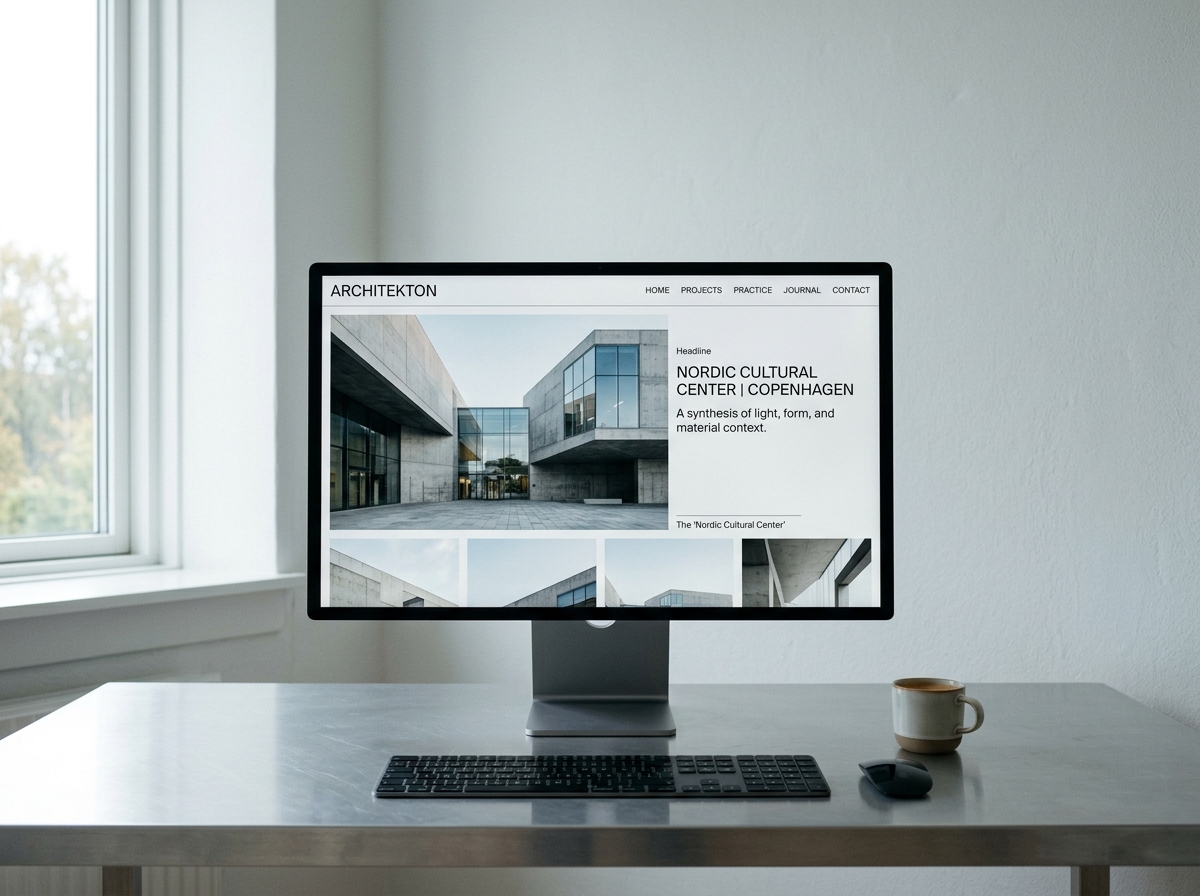 ARCHITEKTON
HOME PROJECTS PRACTICE JOURNAL CONTACT
Headline
NORDIC CULTURAL
CENTER | COPENHAGEN
A synthesis of light, form, and
material context.
The 'Nordic Cultural Center'